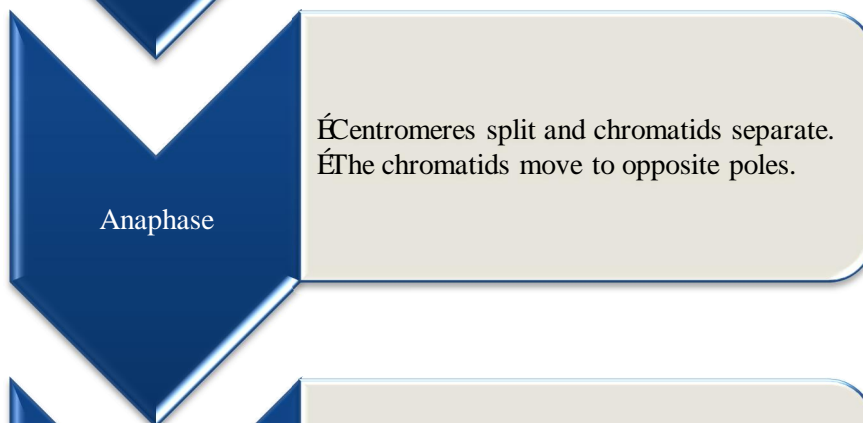 Anaphase
ÉCentromeres split and chromatids separate.
ÉThe chromatids move to opposite poles.